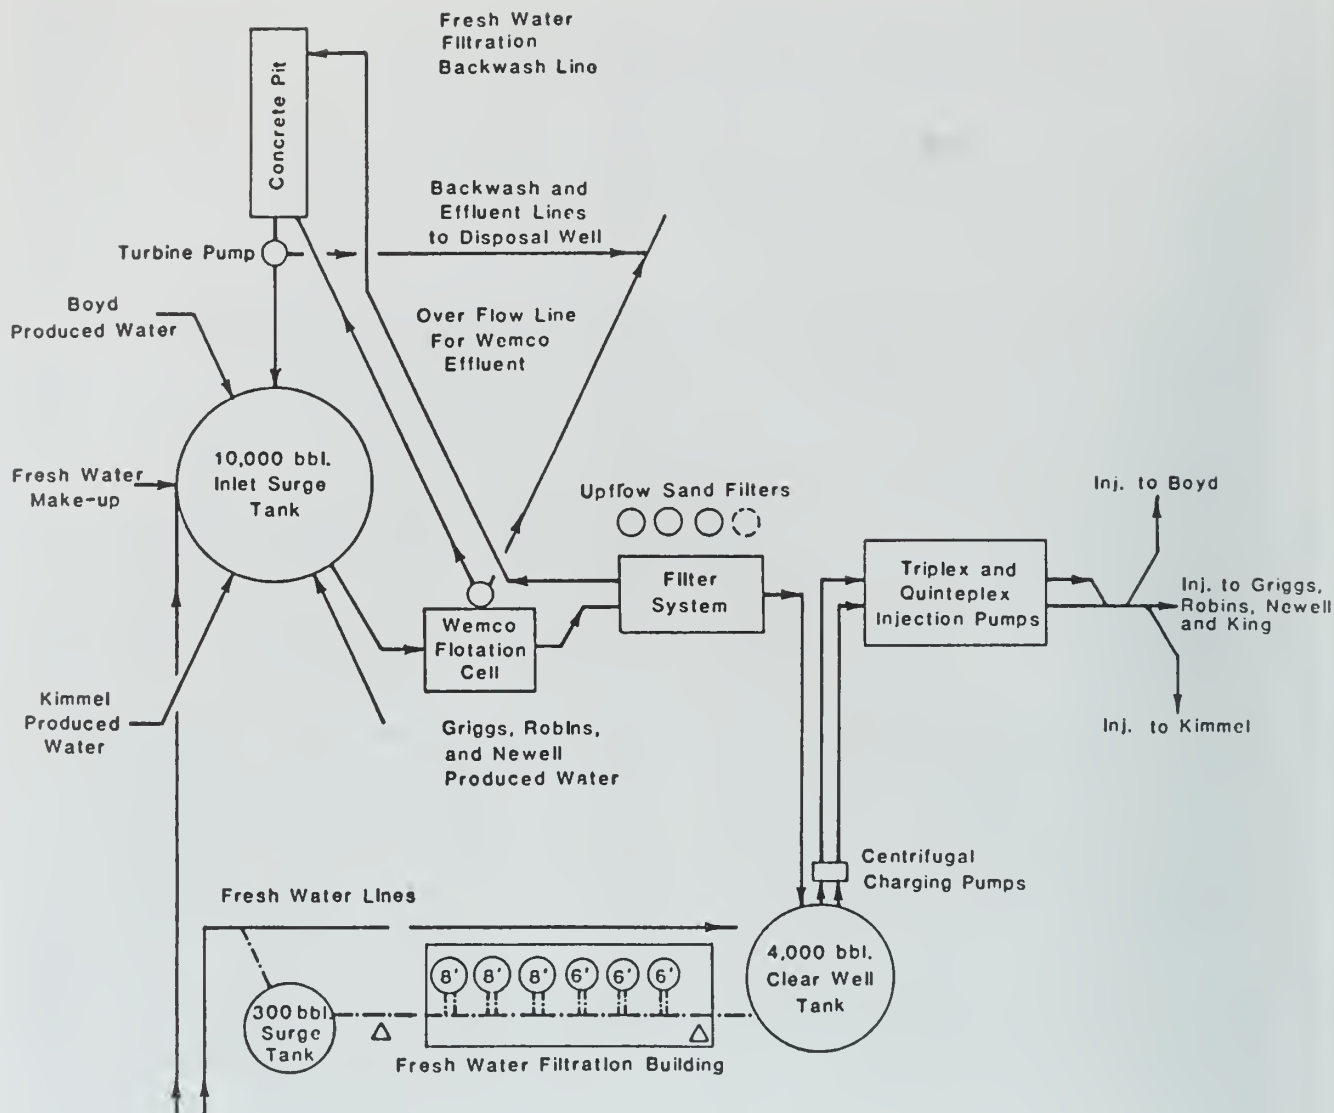 Fresh Water
Filtration
Backwash Line
Concrete Pit
Backwash and
Effluent Lines
to Disposal Well
Turbine Pump
Boyd
Produced Water
Over Flow Line
For Wemco
Effluent
10,000 bbl.
Inlet Surge
Tank
Fresh Water
Make-up
Upflow Sand Filters
Inj. to Boyd
Filter
System
Triplex and
Quinteplex
Injection Pumps
Inj. to Griggs,
Robins, Newell
and King
Wemco
Flotation
Cell
Kimmel
Produced
Water
Griggs, Robins,
and Newell
Produced Water
Inj. to Kimmel
Centrifugal
Charging Pumps
Fresh Water Lines
8' 8' 8' 6' 6' 6'
4,000 bbl.
Clear Well
Tank
300 bbl.
Surge
Tank
Fresh Water Filtration Building